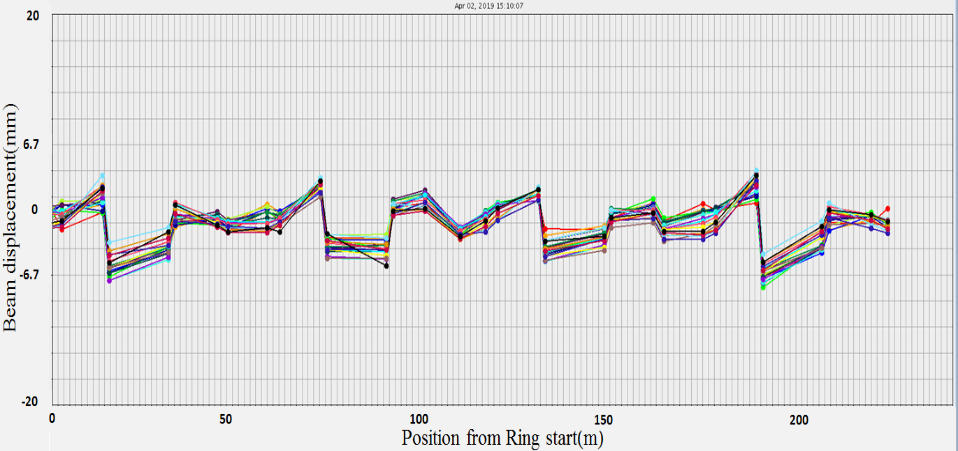 Apr 02, 2019 15:10:07
20
6.7
0
-6.7
-20
Beam displacement(mm)
0 50 100 150 200
Position from Ring start(m)